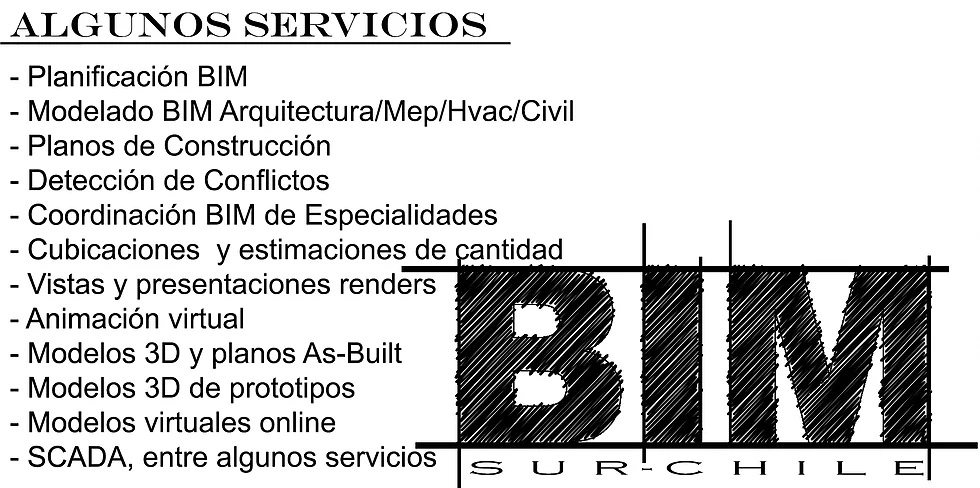 ALGUNOS SERVICIOS
- Planificación BIM
- Modelado BIM Arquitectura/Mep/Hvac/Civil
- Planos de Construcción
- Detección de Conflictos
- Coordinación BIM de Especialidades
- Cubicaciones  y estimaciones de cantidad
- Vistas y presentaciones renders
- Animación virtual
- Modelos 3D y planos As-Built
- Modelos 3D de prototipos
- Modelos virtuales online
- SCADA, entre algunos servicios
BIM
SUR-CHILE